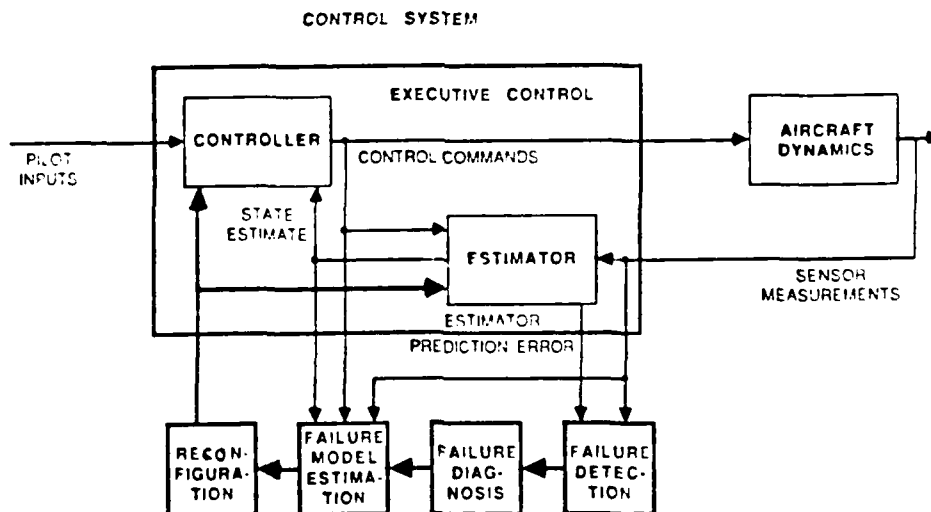 CONTROL SYSTEM
EXECUTIVE CONTROL
CONTROLLER
AIRCRAFT
DYNAMICS
PILOT
INPUTS
CONTROL COMMANDS
STATE
ESTIMATE
ESTIMATOR
SENSOR
MEASUREMENTS
ESTIMATOR
PREDICTION ERROR
RECON-
FIGURA-
TION
FAILURE
MODEL
ESTIMA-
TION
FAILURE
DIAG-
NOSIS
FAILURE
DETEC-
TION